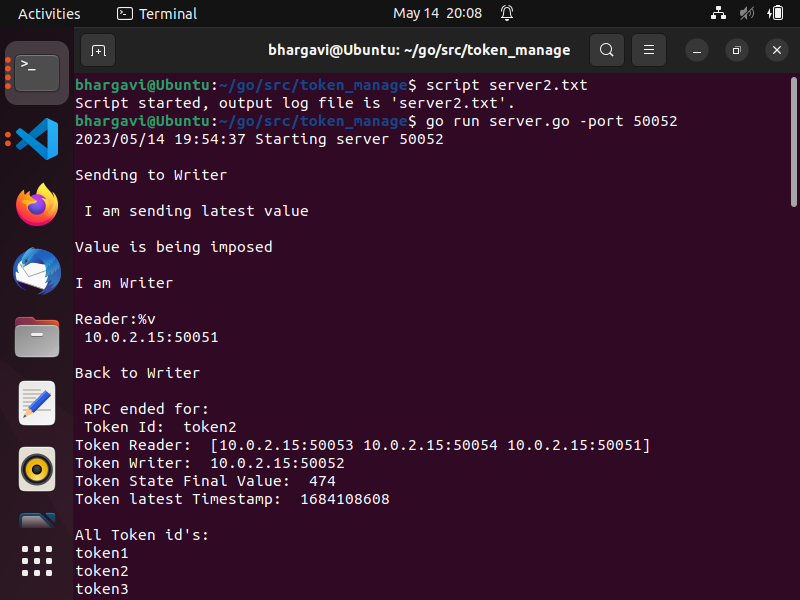 Activities Terminal May 14 20:08
bhargavi@Ubuntu: ~/go/src/token_manage
bhargavi@Ubuntu:~/go/src/token_manage$ script server2.txt
Script started, output log file is 'server2.txt'.
bhargavi@Ubuntu:~/go/src/token_manage$ go run server.go -port 50052
2023/05/14 19:54:37 Starting server 50052
Sending to Writer
I am sending latest value
Value is being imposed
I am Writer
Reader:%v
10.0.2.15:50051
Back to Writer
RPC ended for:
Token Id:  token2
Token Reader:  [10.0.2.15:50053 10.0.2.15:50054 10.0.2.15:50051]
Token Writer:  10.0.2.15:50052
Token State Final Value:  474
Token latest Timestamp:  1684108608
All Token id's:
token1
token2
token3